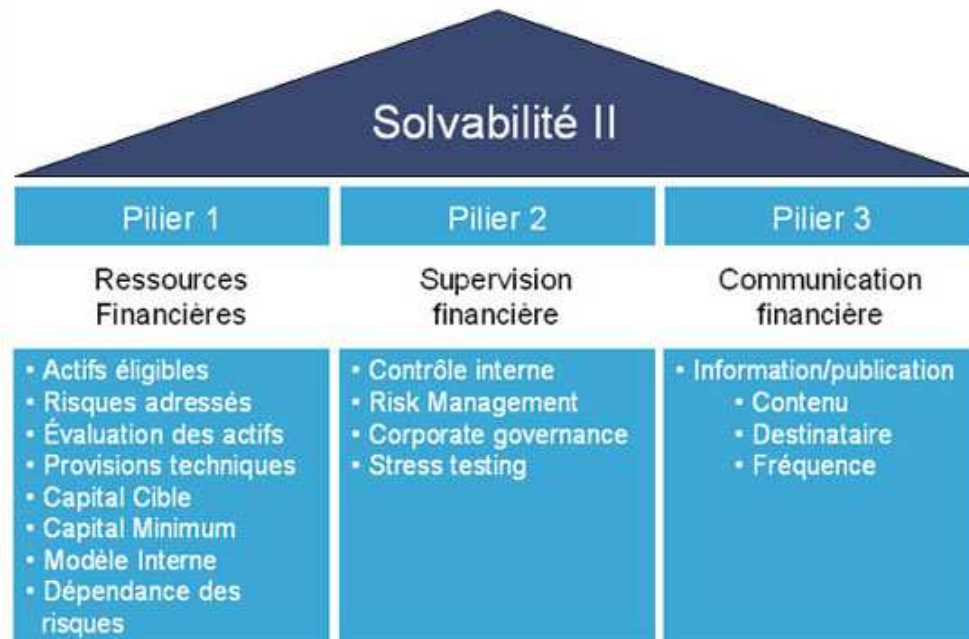 Solvabilité II
Pilier 1
Ressources
Financières
• Actifs éligibles
• Risques adressés
• Évaluation des actifs
• Provisions techniques
• Capital Cible
• Capital Minimum
• Modèle Interne
• Dépendance des
risques
Pilier 2
Supervision
financière
• Contrôle interne
• Risk Management
• Corporate governance
• Stress testing
Pilier 3
Communication
financière
• Information/publication
• Contenu
• Destinataire
• Fréquence